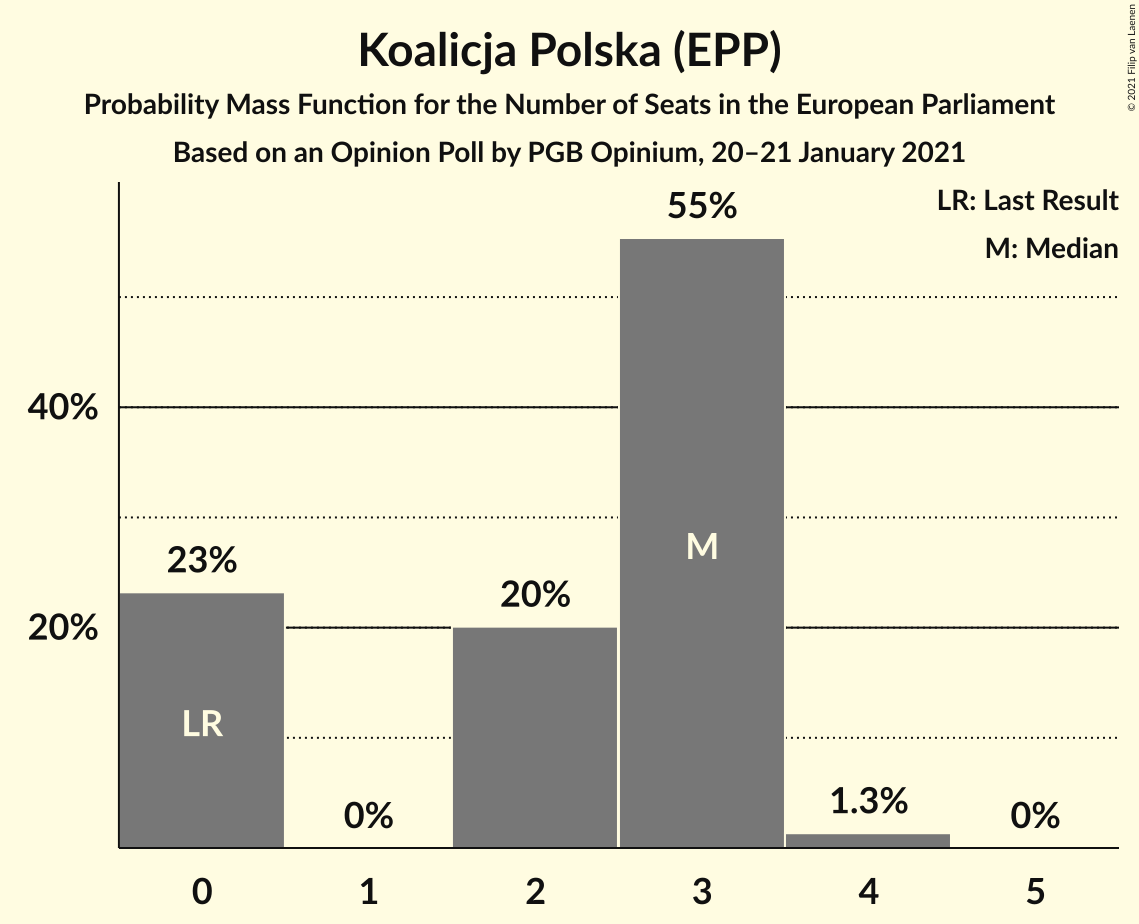 Koalicja Polska (EPP)
Probability Mass Function for the Number of Seats in the European Parliament
Based on an Opinion Poll by PGB Opinium, 20–21 January 2021
© 2021 Filip van Laenen
LR: Last Result
M: Median
55%
40%
23%
20%
20%
M
LR
0%
1.3%
0%
0 1 2 3 4 5